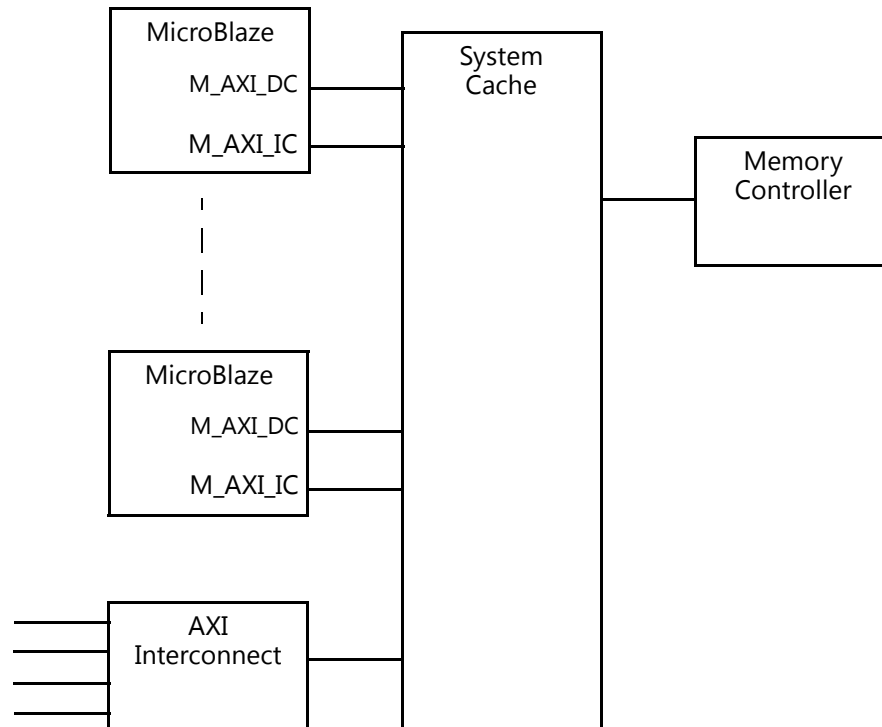 MicroBlaze
M_AXI_DC
M_AXI_IC
System
Cache
Memory
Controller
MicroBlaze
M_AXI_DC
M_AXI_IC
AXI
Interconnect